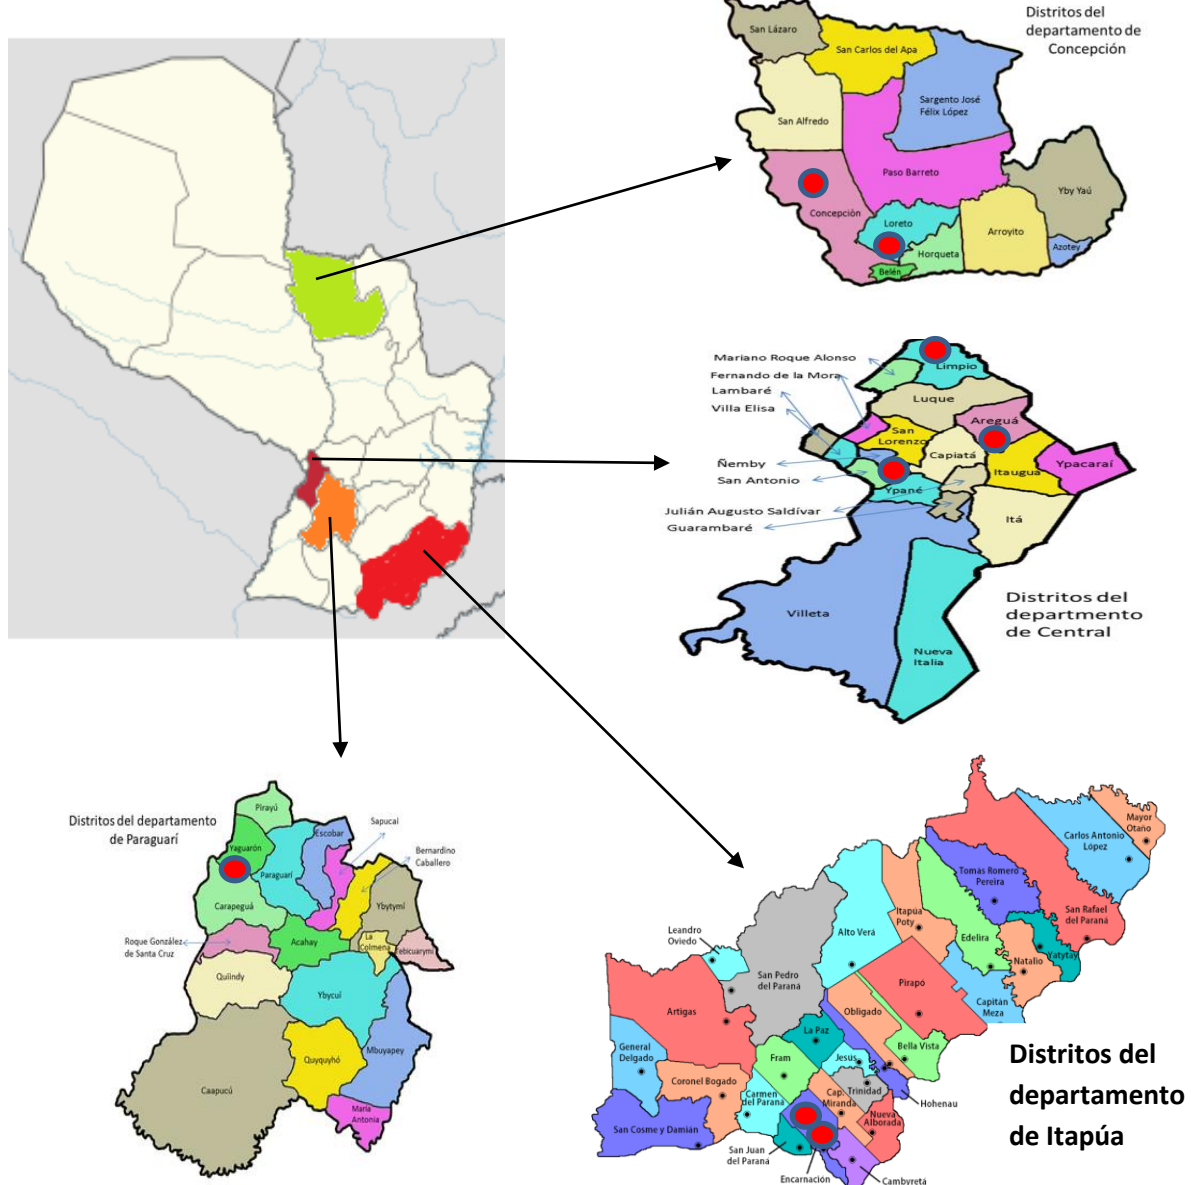 Distritos del
departamento de
Concepción
San Lázaro
San Carlos del Apa
Sargento José
Félix López
San Alfredo
Paso Barreto
Yby Yaú
Concepción
Loreto
Arroyito
Azotey
Horqueta
Belén
Mariano Roque Alonso
Limpio
Fernando de la Mora
Lambaré
Luque
Villa Elisa
Areguá
San
Lorenzo
Capiatá
Ñemby
Itaugua
Ypacaraí
San Antonio
Ypané
Julián Augusto Saldívar
Guarambaré
Itá
Villeta
Nueva
Italia
Distritos del
departmento
de Central
Distritos del departamento
de Paraguarí
Pirayú
Sapucal
Escobar
Yaguarón
Bernardino
Caballero
Paraguarí
Carapeguá
Ybytymí
Roque González
de Santa Cruz
Acahay
La
Colmena
Tebicuarymí
Quiindy
Ybycuí
Quyquyhó
Mbuyapey
Caapucú
María
Antonia
Mayor
Otaño
Carlos Antonio
López
Tomás Romero
Pereira
San Rafael
del Paraná
Itapúa
Poty
Alto Verá
Edelira
Yatytay
Natalio
Leandro
Oviedo
San Pedro
del Paraná
Pirapó
Capitán
Meza
Artigas
Obligado
La Paz
General
Delgado
Fram
Jesús
Bella Vista
Coronel Bogado
Trinidad
Carmen
del Paraná
Cap.
Miranda
Hohenau
Nueva
Alborada
San Cosme y Damián
San Juan
del Paraná
Encarnación
Cambyretá
Distritos del
departamento
de Itapúa